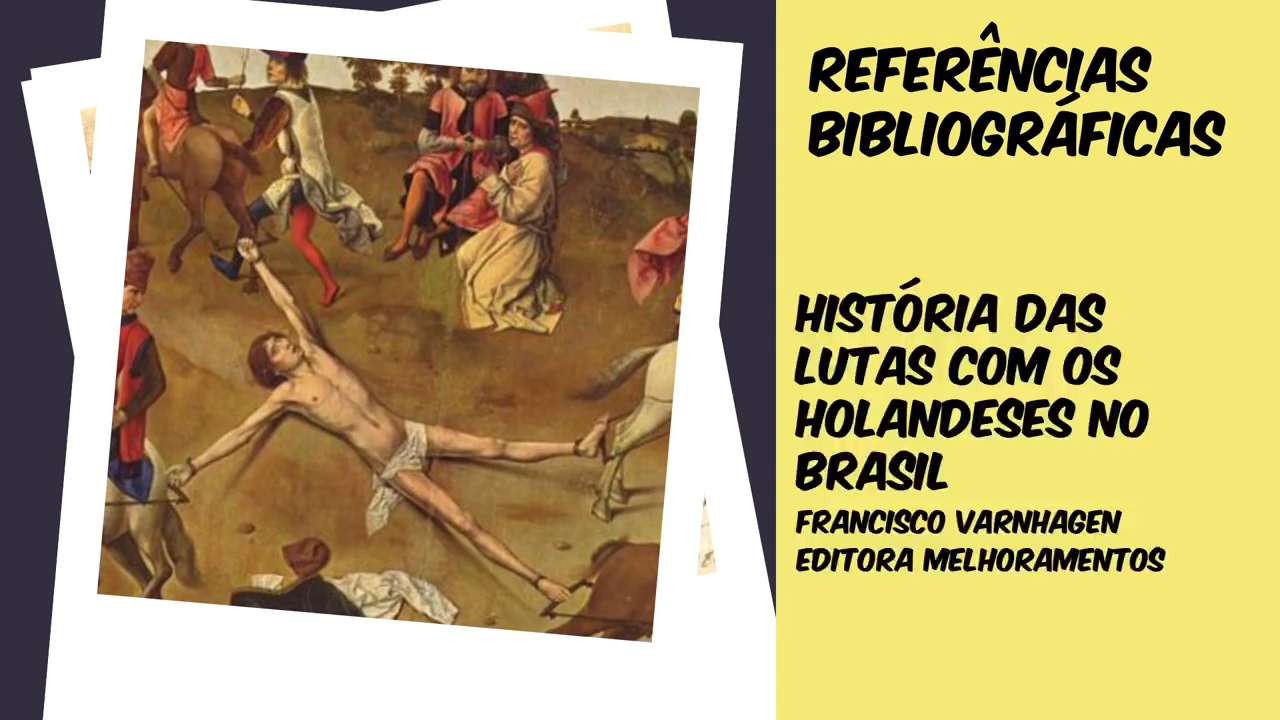 REFERÊNCIAS
BIBLIOGRÁFICAS
HISTÓRIA DAS
LUTAS COM OS
HOLANDESES NO
BRASIL
FRANCISCO VARNHAGEN
EDITORA MELHORAMENTOS